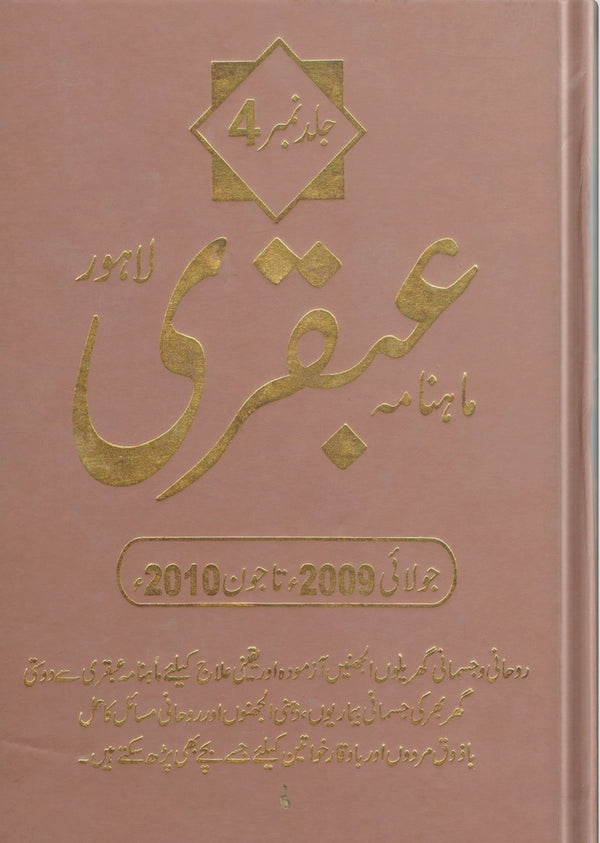 جلد نمبر 4
ماہنامہ عبقری لاہور
جولائی 2009ء تا جون 2010ء
روحانی و جسمانی گھریلوں الجھنیں آزمودہ اور یقینی علاج کیلئے ماہنامہ عبقری سے دوستی
گھر بھر کی جسمانی بیماریوں، ذہنی الجھنوں اور روحانی مسائل کا حل
باذوق مردوں اور باوقار خواتین کیلئے جسے بچے بھی پڑھ سکتے ہیں۔